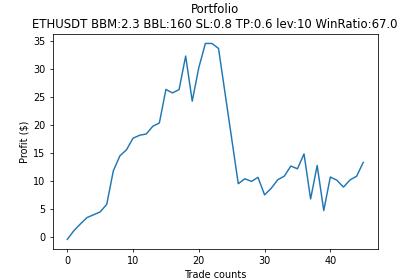 Portfolio
ETHUSDT BBM:2.3 BBL:160 SL:0.8 TP:0.6 lev:10 WinRatio:67.0
35
30
25
20
15
10
5
0
Profit ($)
0 10 20 30 40
Trade counts